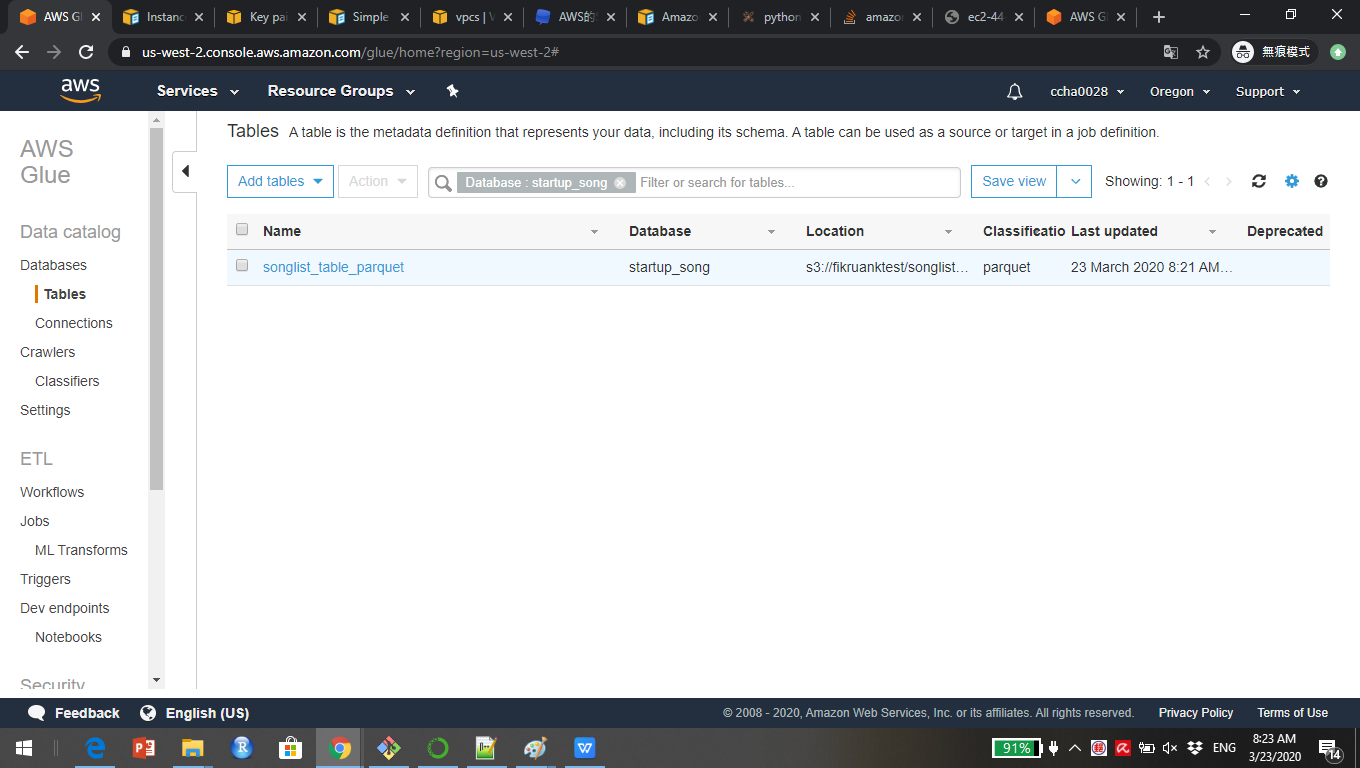 AWS Gl
Instanc
Key pai
Simple
vpcs | V
AWS的
Amazo
python
amazor
ec2-44
AWS Gl
us-west-2.console.aws.amazon.com/glue/home?region=us-west-2#
無痕模式
aws
Services
Resource Groups
ccha0028
Oregon
Support
AWS
Glue
Data catalog
Databases
Tables
Connections
Crawlers
Classifiers
Settings
ETL
Workflows
Jobs
ML Transforms
Triggers
Dev endpoints
Notebooks
Security
Tables A table is the metadata definition that represents your data, including its schema. A table can be used as a source or target in a job definition.
Add tables
Action
Database : startup_song
Filter or search for tables...
Save view
Showing: 1 - 1
Name Database Location Classificatio Last updated Deprecated
songlist_table_parquet startup_song s3://fikruanktest/songlist... parquet 23 March 2020 8:21 AM...
Feedback
English (US)
© 2008 - 2020, Amazon Web Services, Inc. or its affiliates. All rights reserved.
Privacy Policy
Terms of Use
91%
ENG
8:23 AM
3/23/2020
14